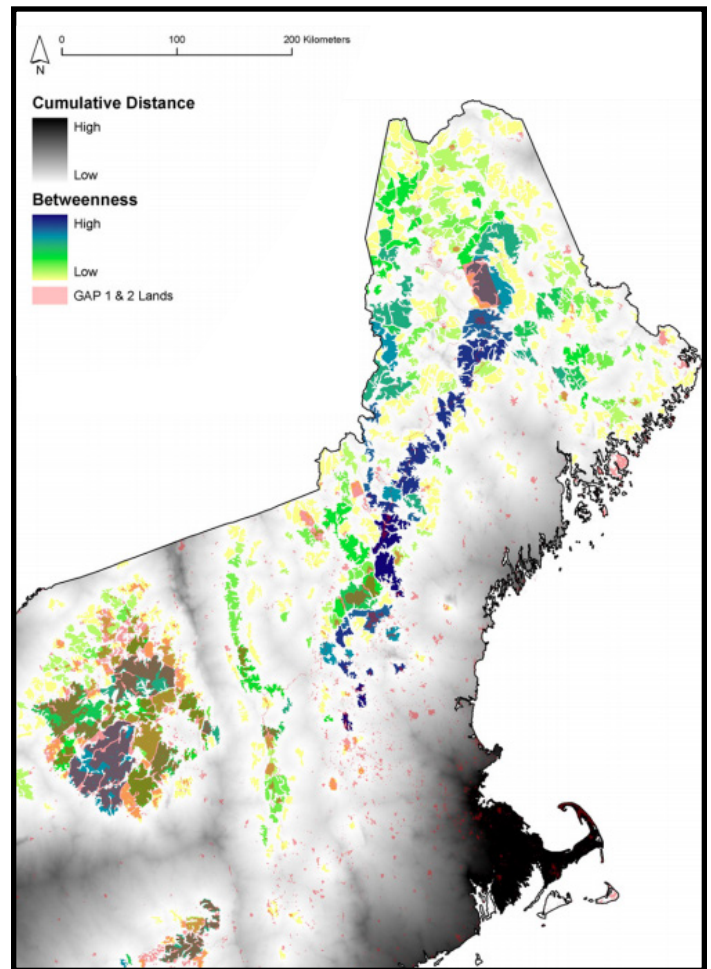 0 100 200 Kilometers
N
Cumulative Distance
High
Low
Betweenness
High
Low
GAP 1 & 2 Lands